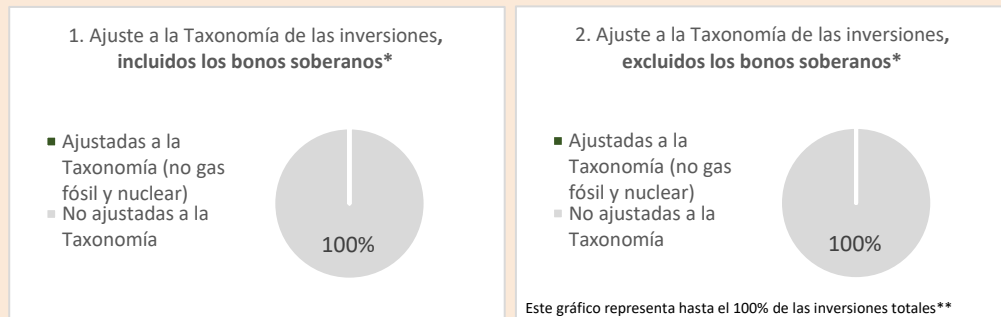 1. Ajuste a la Taxonomía de las inversiones,
incluidos los bonos soberanos*
Ajustadas a la
Taxonomía (no gas
fósil y nuclear)
No ajustadas a la
Taxonomía
100%
2. Ajuste a la Taxonomía de las inversiones,
excluidos los bonos soberanos*
Ajustadas a la
Taxonomía (no gas
fósil y nuclear)
No ajustadas a la
Taxonomía
100%
Este gráfico representa hasta el 100% de las inversiones totales**